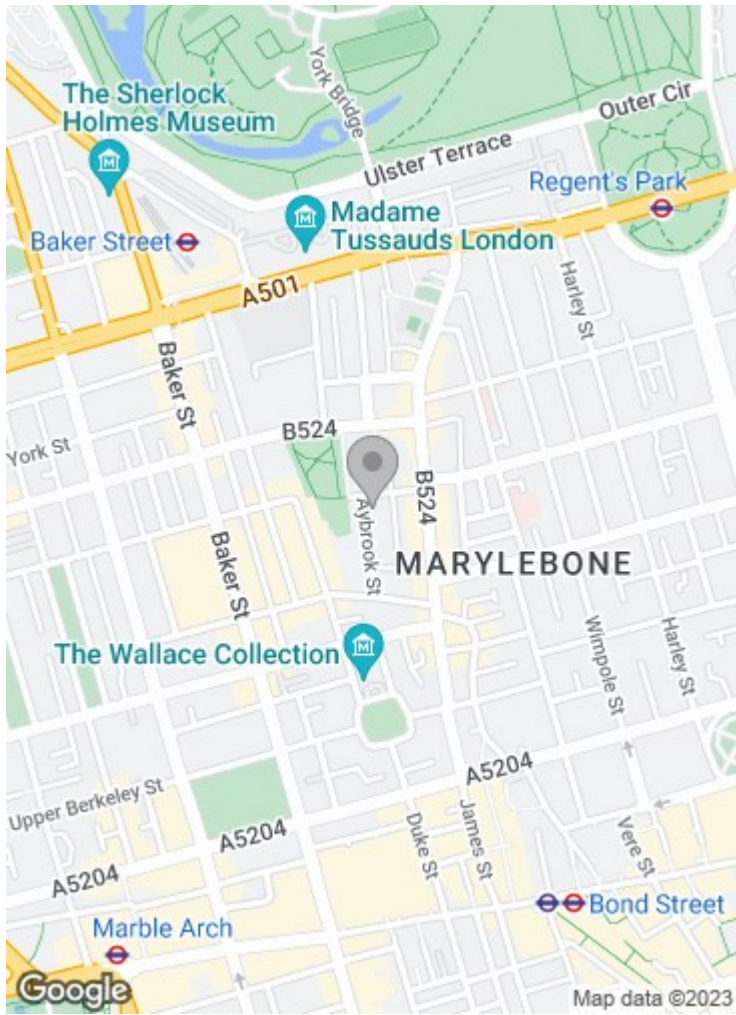 York Bridge
The Sherlock
Holmes Museum
Outer Cir
Ulster Terrace
Regent's Park
Madame
Tussauds London
Baker Street
A501
Harley St
Baker St
B524
York St
B524
Aybrook St
Baker St
MARYLEBONE
The Wallace Collection
Wimpole St
Harley St
Upper Berkeley St
A5204
A5204
James St
Duke St
Vere St
A5204
Bond Street
Marble Arch
Google
Map data ©2023